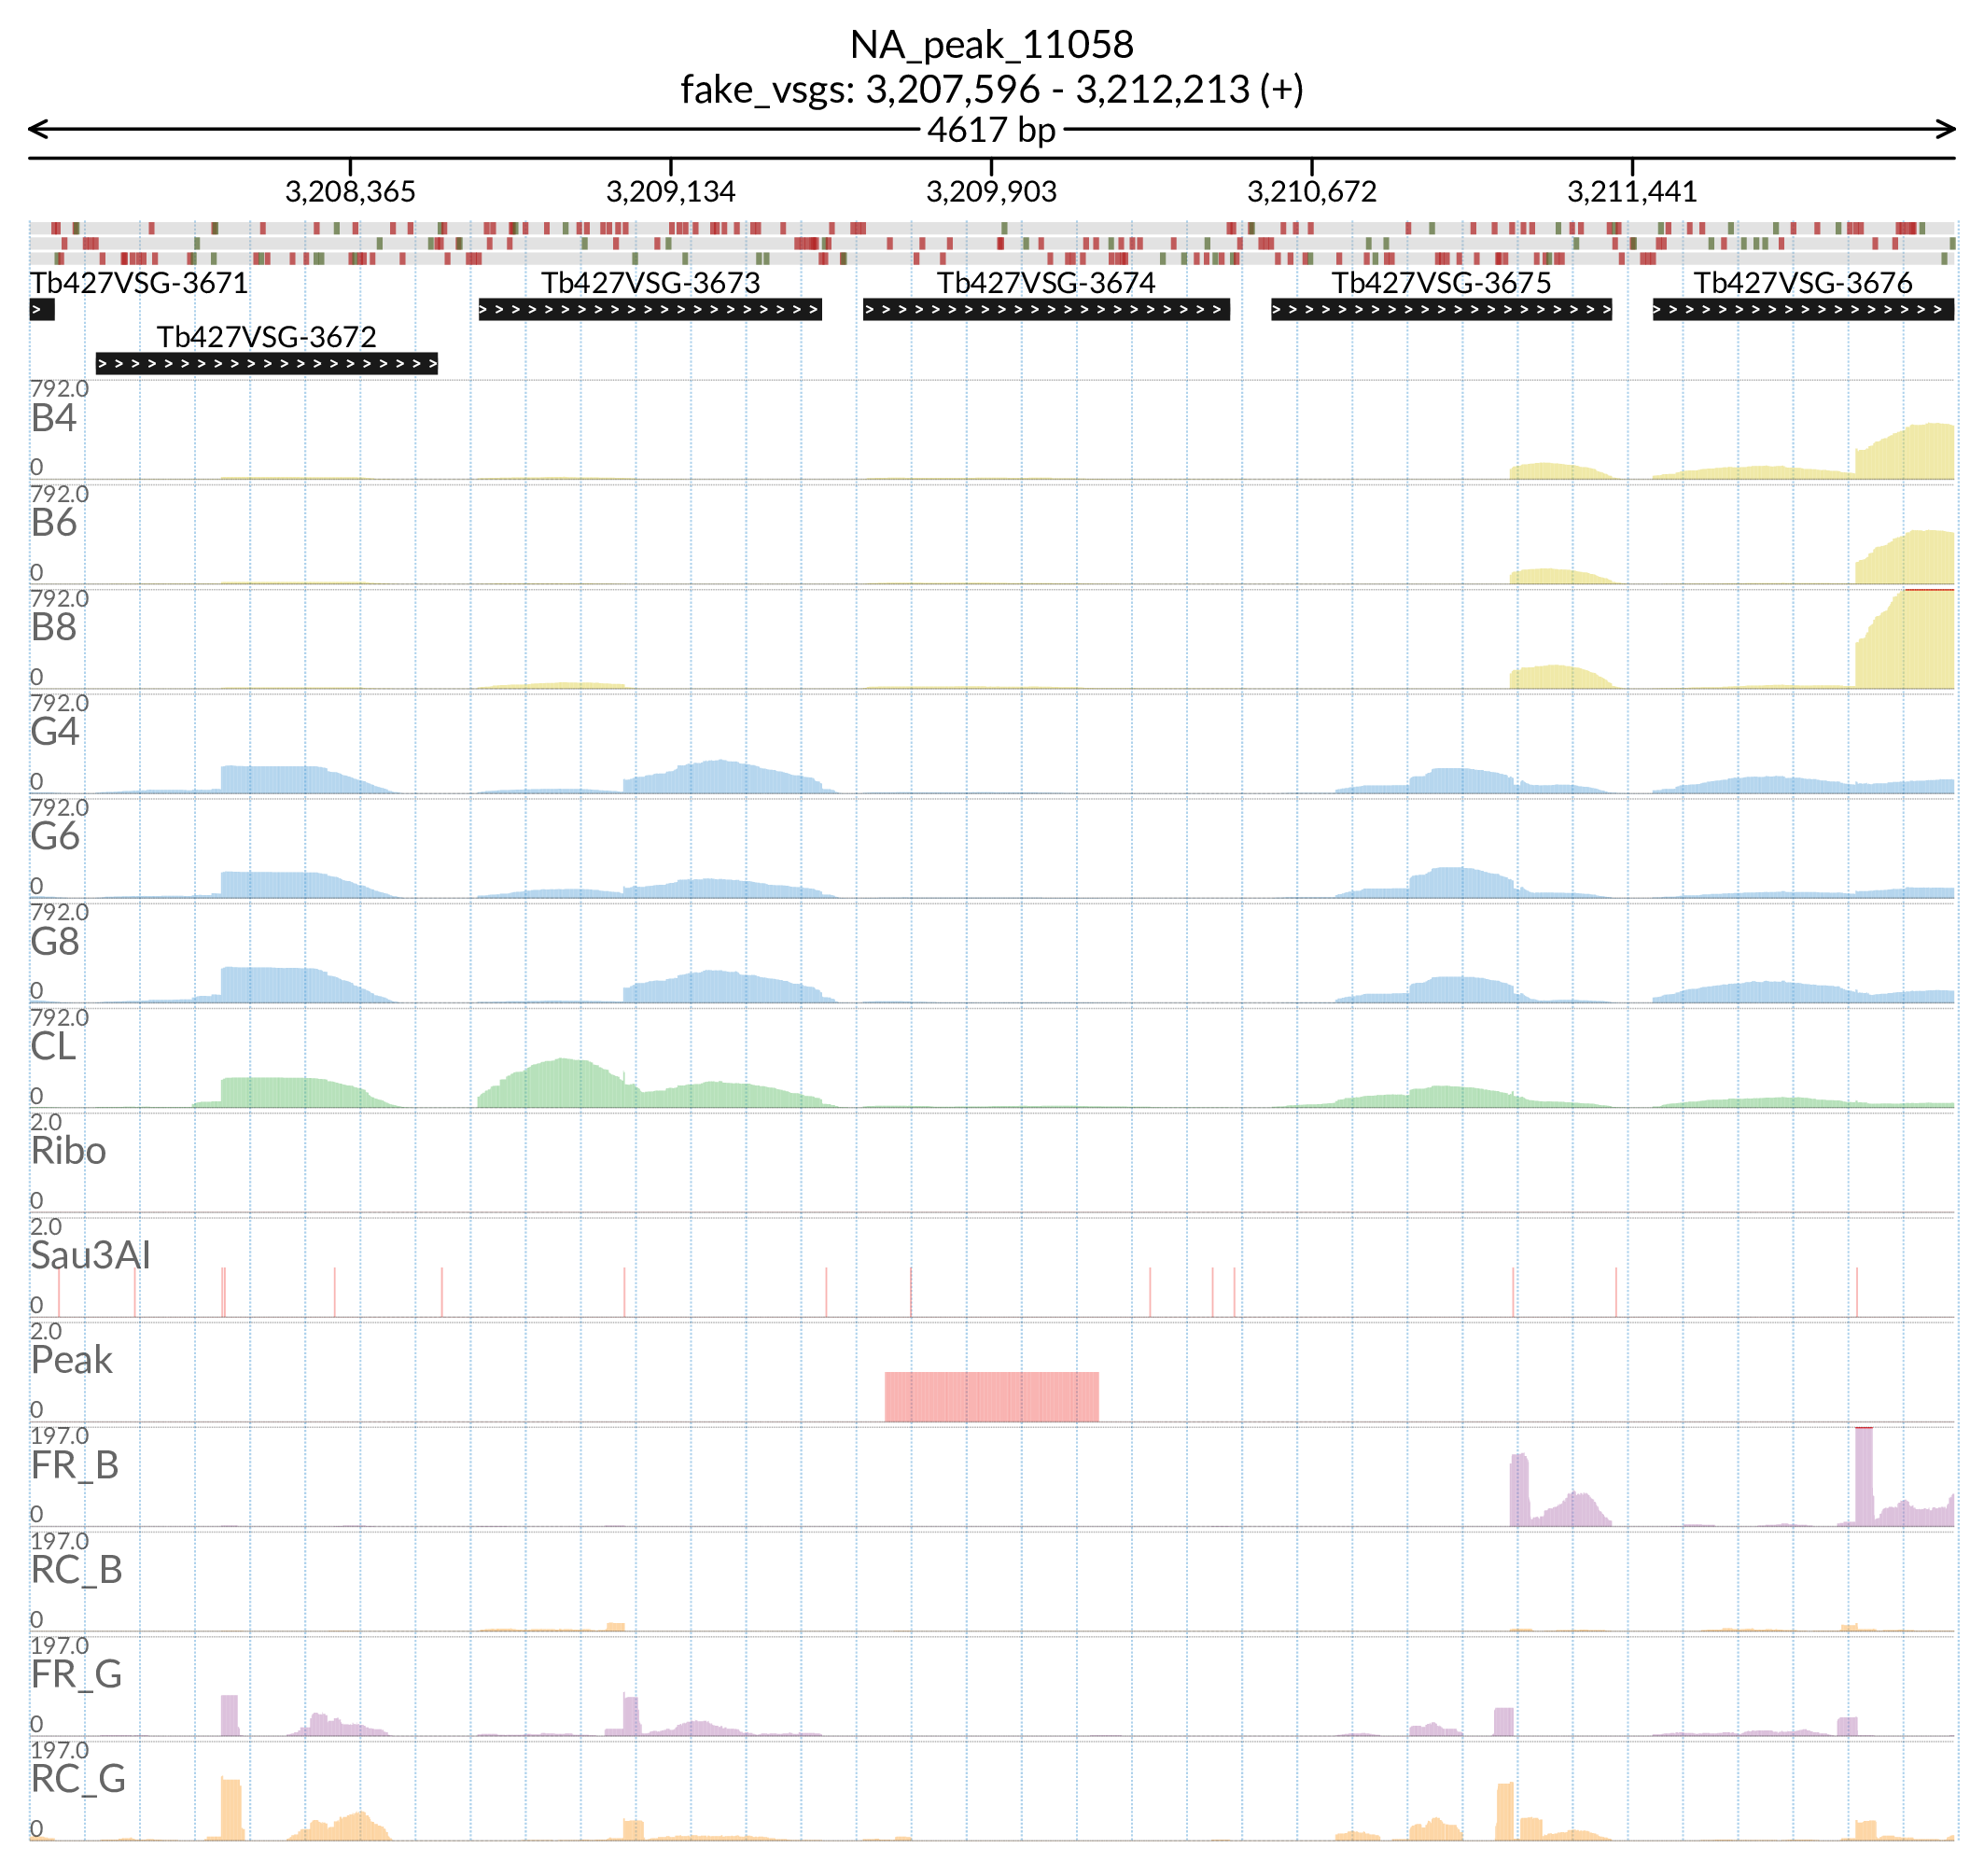 NA_peak_11058
fake_vsgs: 3,207,596 - 3,212,213 (+)
4617 bp
3,208,365 3,209,134 3,209,903 3,210,672 3,211,441
Tb427VSG-3671 Tb427VSG-3673 Tb427VSG-3674 Tb427VSG-3675 Tb427VSG-3676
Tb427VSG-3672
792.0
B4
0
792.0
B6
0
792.0
B8
0
792.0
G4
0
792.0
G6
0
792.0
G8
0
792.0
CL
0
2.0
Ribo
0
2.0
Sau3AI
0
2.0
Peak
0
197.0
FR_B
0
197.0
RC_B
0
197.0
FR_G
0
197.0
RC_G
0